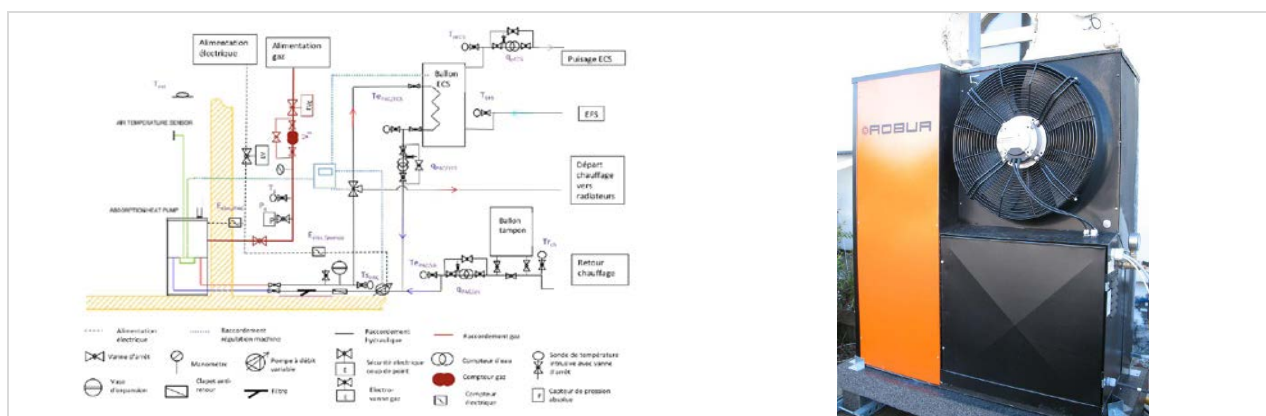 Alimentation
électrique
Alimentation
gaz
Ballon
ECS
Puisage ECS
EFS
AIR TEMPERATURE SENSOR
Départ
chauffage
vers
radiateurs
ABSORPTION HEAT PUMP
Ballon
tampon
Retour
chauffage
Alimentation
électrique
Raccordement
régulation machine
Raccordement
hydraulique
Raccordement gaz
Vanne d'arrêt
Manomètre
Pompe à débit
variable
Sécurité électrique
coup de point
Compteur d'eau
Sonde de température
intrusive avec vanne
d'arrêt
Vase
d'expansion
Clapet anti-
retour
Filtre
Electro-
vanne gaz
Compteur gaz
Compteur
électrique
Capteur de pression
absolue
ROBUR